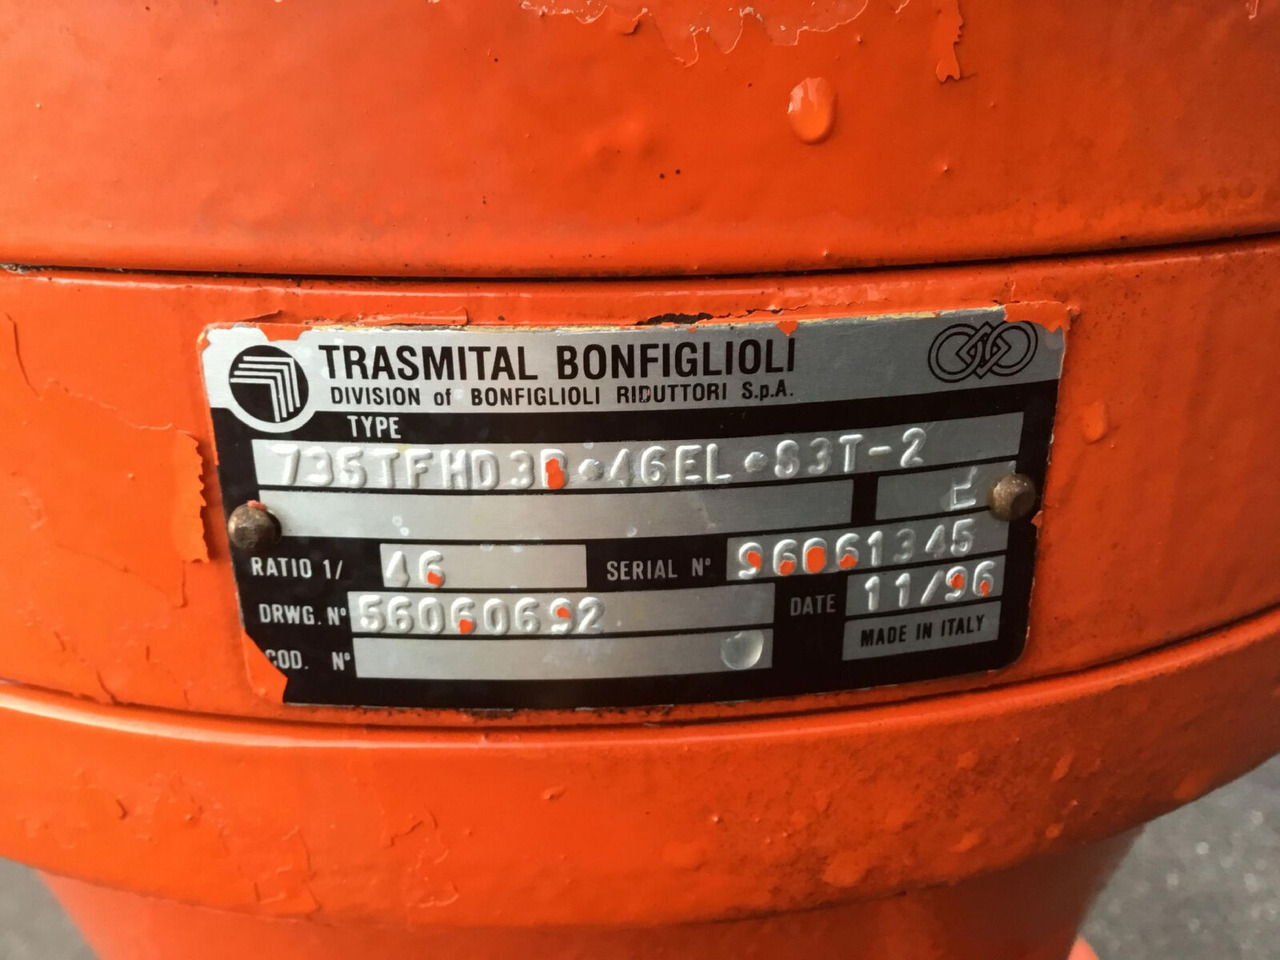 TRASMITAL BONFIGLIOLI
DIVISION of BONFIGLIOLI RIDUTTORI S.p.A.
TYPE
735TFHD3B•46EL•83T-2
RATIO 1/ 46
SERIAL N° 96061345
DRWG. N° 56060692
DATE 11/96
COD. N°
MADE IN ITALY